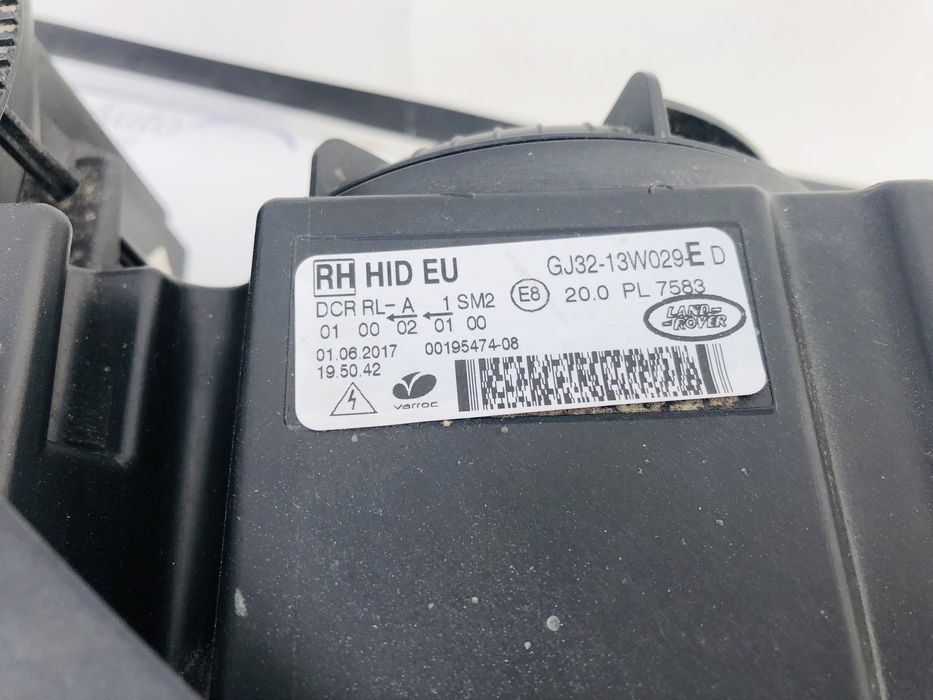 RH HID EU
GJ32-13W029-E D
DCR RL- A 1 SM2
01 00 02 01 00
E8 20.0 PL 7583
LAND-
-ROVER
01.06.2017 00195474-08
19.50.42
varroc